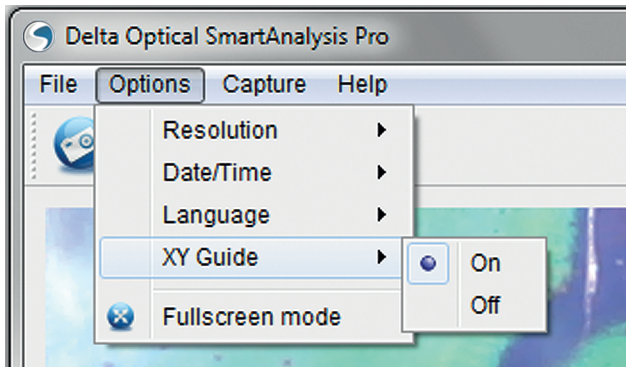 Delta Optical SmartAnalysis Pro
File Options Capture Help
Resolution
Date/Time
Language
XY Guide
On
Off
Fullscreen mode